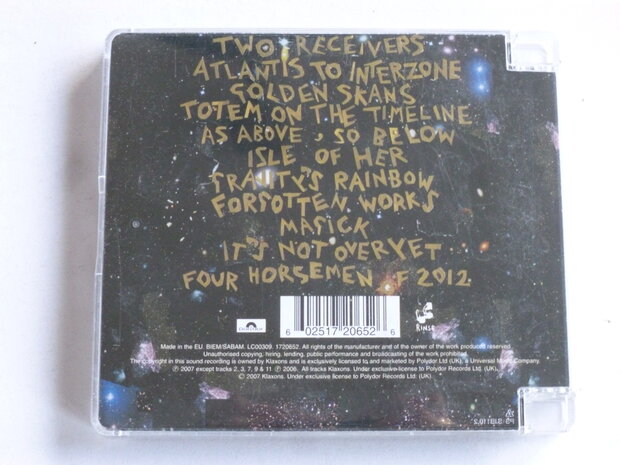 TWO RECEIVERS
ATLANTIS TO INTERZONE
GOLDEN SKANS
TOTEM ON THE TIMELINE
AS ABOVE, SO BELOW
ISLE OF HER
GRAVITY'S RAINBOW
FORGOTTEN WORKS
MAGICK
IT'S NOT OVER YET
FOUR HORSEMEN OF 2012
Polydor
6 02517 20652 6
RINSE
Made in the EU. BIEM/SABAM. LC00309. 1720652. All rights of the manufacturer and of the owner of the work produced reserved.
Unauthorised copying, hiring, lending, public performance and broadcasting of the work prohibited.
The copyright in this sound recording is owned by Klaxons and is exclusively licensed to and marketed by Polydor Ltd (UK), a Universal Music Company.
℗ 2007 except tracks 2, 3, 7, 9 & 11 ℗ 2006. All tracks Klaxons. Under exclusive license to Polydor Records Ltd. (UK).
© 2007 Klaxons. Under exclusive license to Polydor Records Ltd. (UK)